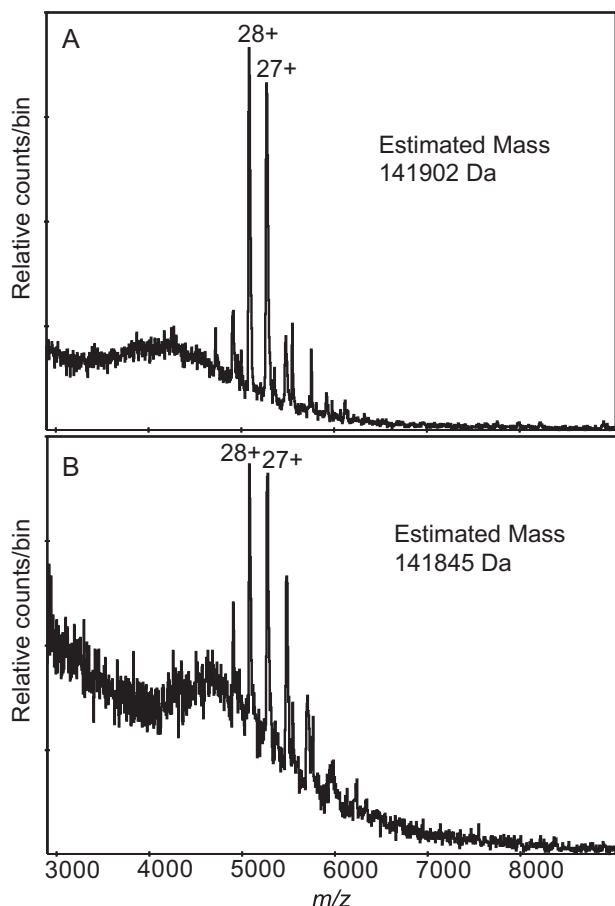 A
28+
27+
Estimated Mass
141902 Da
Relative counts/bin
B
28+
27+
Estimated Mass
141845 Da
Relative counts/bin
3000 4000 5000 6000 7000 8000
m/z